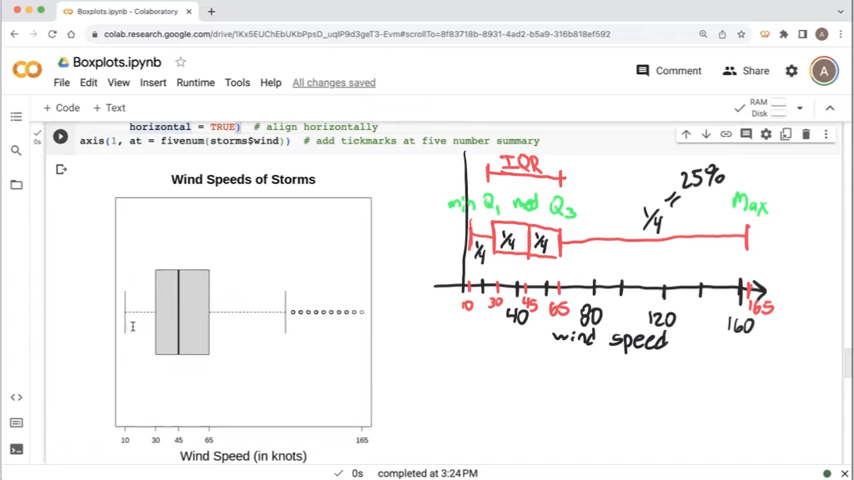 Boxplots.ipynb - Colaboratory
colab.research.google.com/drive/1Kx5EUChEbUKbPpsD_uqIP9d3geT3-Evm#scrollTo=8f83718b-8931-4ad2-b5a9-316b818ef592
Boxplots.ipynb
Comment
Share
A
A
File Edit View Insert Runtime Tools Help All changes saved
+ Code + Text
RAM
Disk
horizontal = TRUE) # align horizontally
0s
axis(1, at = fivenum(storms$wind)) # add tickmarks at five number summary
Wind Speeds of Storms
10 30 45 65 165
Wind Speed (in knots)
IQR
1/4 = 25%
min Q1 med Q3 Max
1/4 1/4 1/4
10 30 40 45 65 80 120 160 165
wind speed
0s completed at 3:24 PM